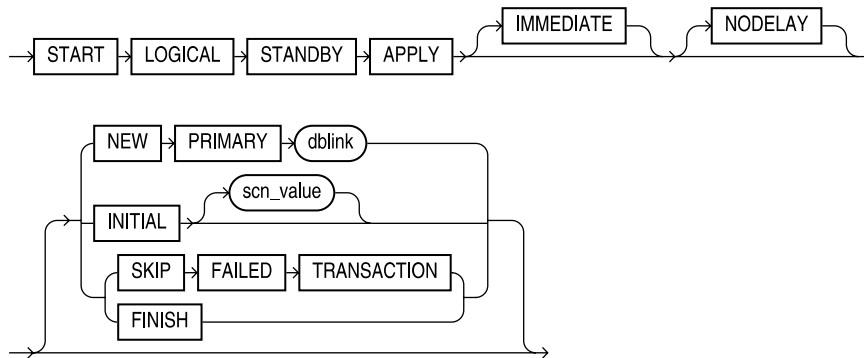 START LOGICAL STANDBY APPLY IMMEDIATE NODELAY
NEW PRIMARY dblink
INITIAL scn_value
SKIP FAILED TRANSACTION
FINISH